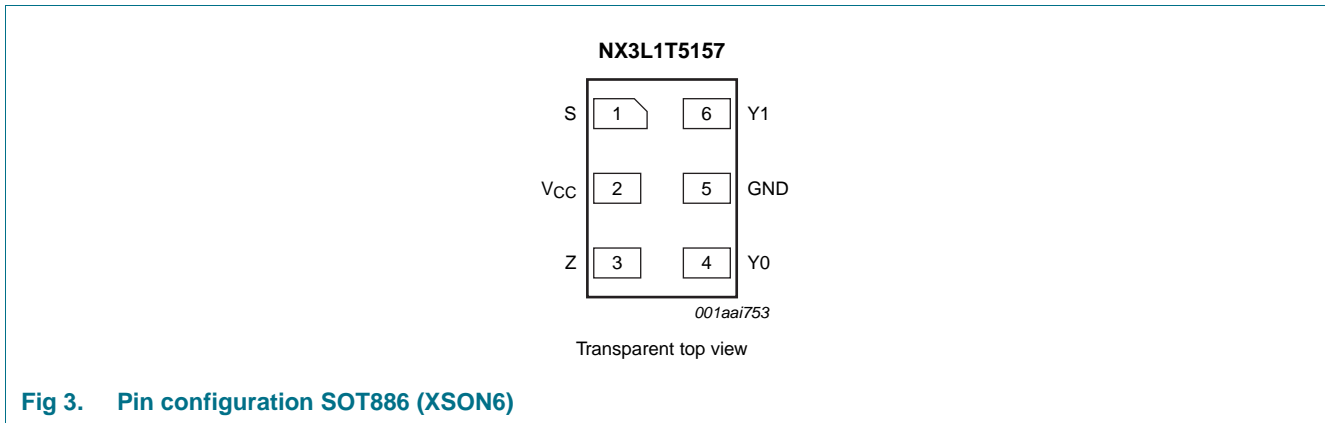 NX3L1T5157
S 1 6 Y1
VCC 2 5 GND
Z 3 4 Y0
001aai753
Transparent top view
Fig 3. Pin configuration SOT886 (XSON6)